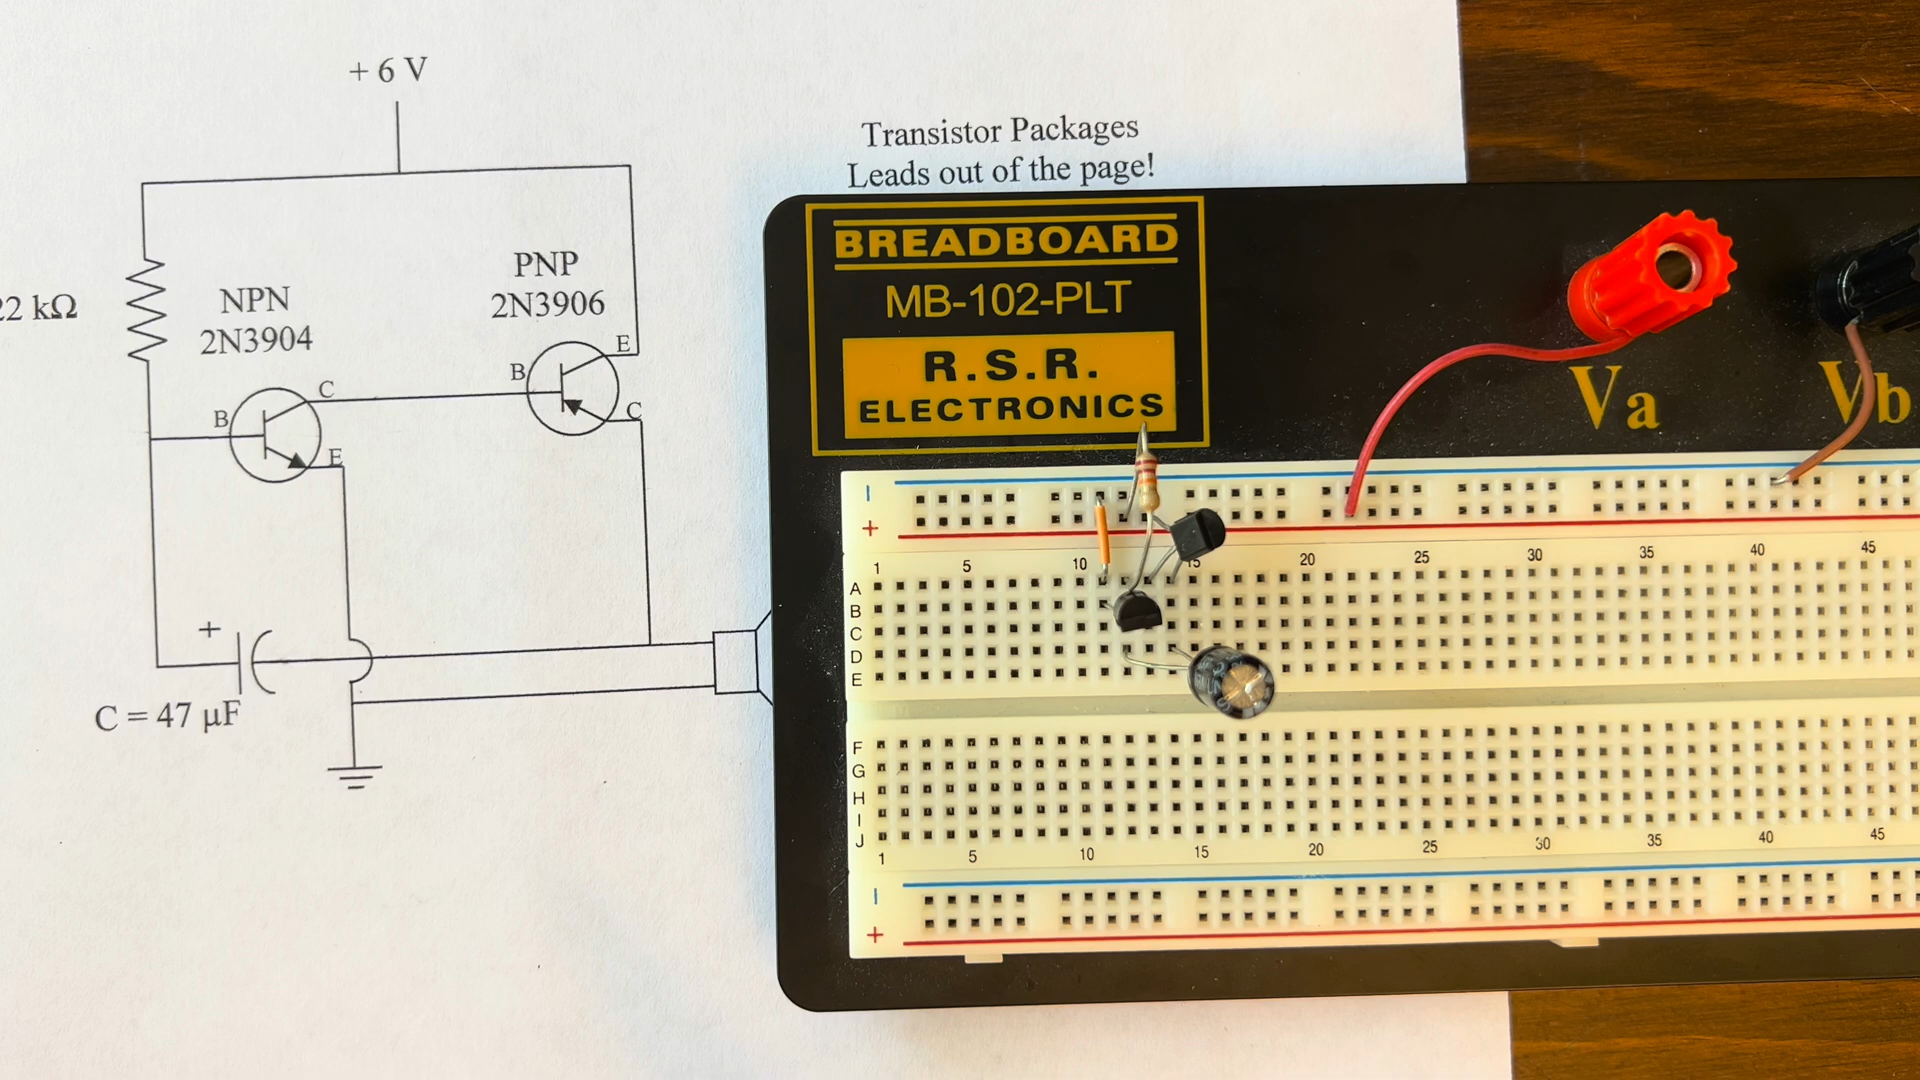 + 6 V
Transistor Packages
Leads out of the page!
PNP
2N3906
NPN
2N3904
22 kΩ
B
C
E
B
E
C
+
C = 47 μF
BREADBOARD
MB-102-PLT
R.S.R.
ELECTRONICS
Va
Vb
+
1 5 10 15 20 25 30 35 40 45
A
B
C
D
E
F
G
H
I
J
1 5 10 15 20 25 30 35 40 45
+